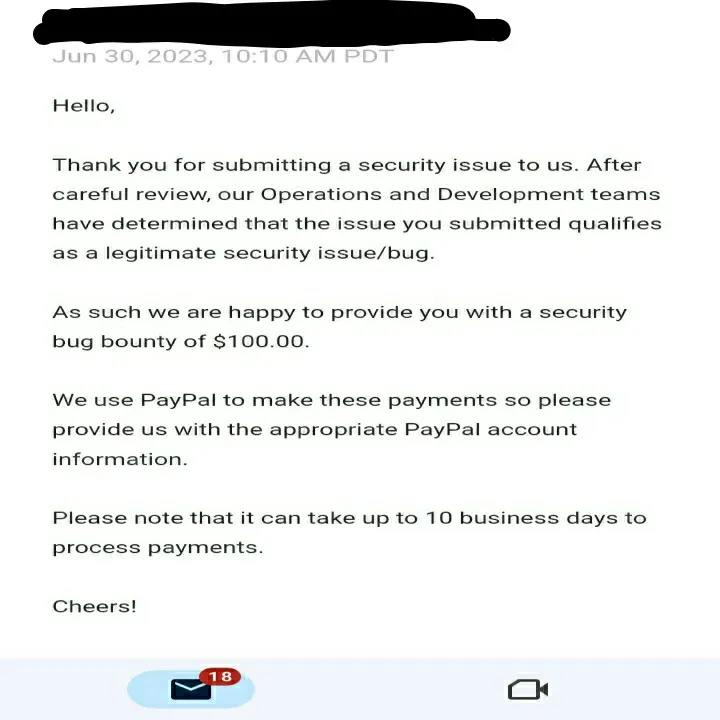 Jun 30, 2023, 10:10 AM PDT
Hello,
Thank you for submitting a security issue to us. After
careful review, our Operations and Development teams
have determined that the issue you submitted qualifies
as a legitimate security issue/bug.
As such we are happy to provide you with a security
bug bounty of $100.00.
We use PayPal to make these payments so please
provide us with the appropriate PayPal account
information.
Please note that it can take up to 10 business days to
process payments.
Cheers!
18